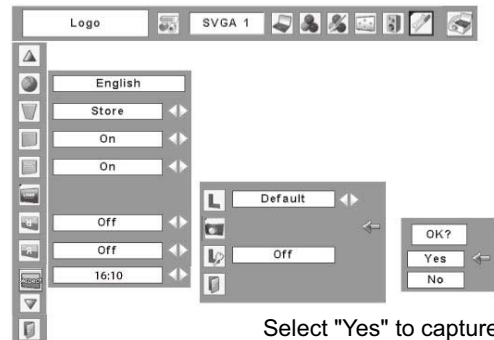 Logo
SVGA 1
English
Store
On
On
Off
Off
16:10
Default
Off
OK?
Yes
No
Select "Yes" to capture